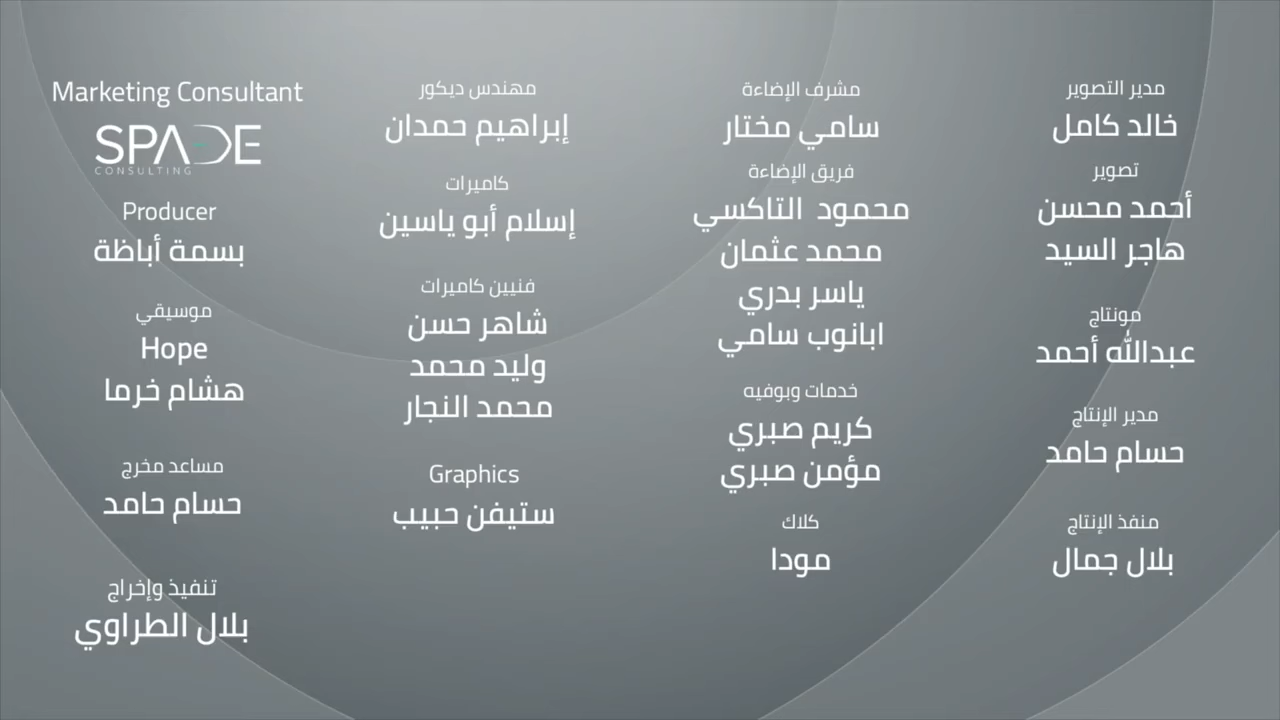 مدير التصوير
خالد كامل
تصوير
أحمد محسن
هاجر السيد
مونتاج
عبدالله أحمد
مدير الإنتاج
حسام حامد
منفذ الإنتاج
بلال جمال
مشرف الإضاءة
سامي مختار
فريق الإضاءة
محمود التاكسي
محمد عثمان
ياسر بدري
ابانوب سامي
خدمات وبوفيه
كريم صبري
مؤمن صبري
كلاك
مودا
مهندس ديكور
إبراهيم حمدان
كاميرات
إسلام أبو ياسين
فنيين كاميرات
شاهر حسن
وليد محمد
محمد النجار
Graphics
ستيفن حبيب
Marketing Consultant
SPADE
CONSULTING
Producer
بسمة أباظة
موسيقي
Hope
هشام خرما
مساعد مخرج
حسام حامد
تنفيذ وإخراج
بلال الطراوي